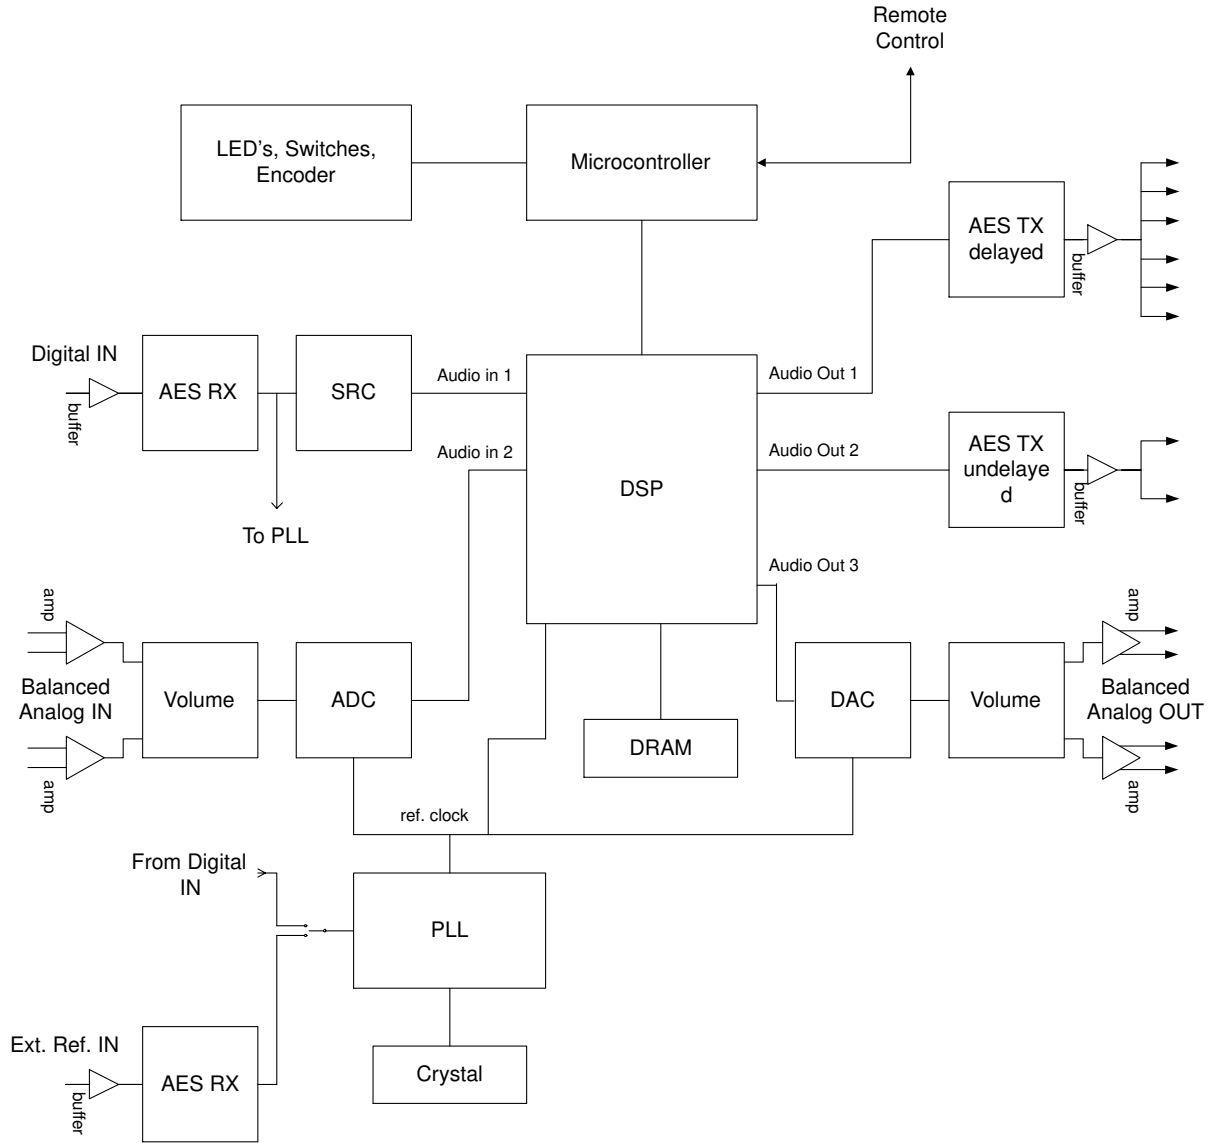 Remote
Control
LED's, Switches,
Encoder
Microcontroller
AES TX
delayed
buffer
Digital IN
buffer
AES RX
SRC
Audio in 1
Audio in 2
To PLL
DSP
Audio Out 1
Audio Out 2
Audio Out 3
AES TX
undelaye
d
buffer
amp
Balanced
Analog IN
amp
Volume
ADC
DRAM
DAC
Volume
amp
Balanced
Analog OUT
amp
ref. clock
From Digital
IN
PLL
Crystal
Ext. Ref. IN
buffer
AES RX